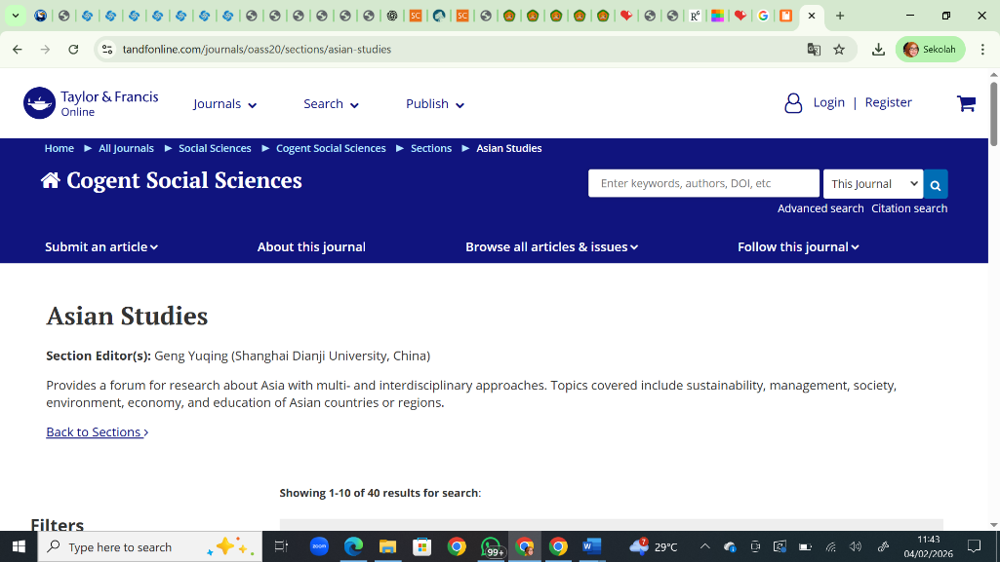 SC
SC
R⁶
G
Sekolah
tandfonline.com/journals/oass20/sections/asian-studies
Taylor & Francis
Online
Journals
Search
Publish
Login | Register
Home ► All Journals ► Social Sciences ► Cogent Social Sciences ► Sections ► Asian Studies
Cogent Social Sciences
Enter keywords, authors, DOI, etc
This Journal
Advanced search Citation search
Submit an article
About this journal
Browse all articles & issues
Follow this journal
Asian Studies
Section Editor(s): Geng Yuqing (Shanghai Dianji University, China)
Provides a forum for research about Asia with multi- and interdisciplinary approaches. Topics covered include sustainability, management, society,
environment, economy, and education of Asian countries or regions.
Back to Sections >
Showing 1-10 of 40 results for search:
Filters
Type here to search
zoom
99+
W
7
29°C
11:43
04/02/2026